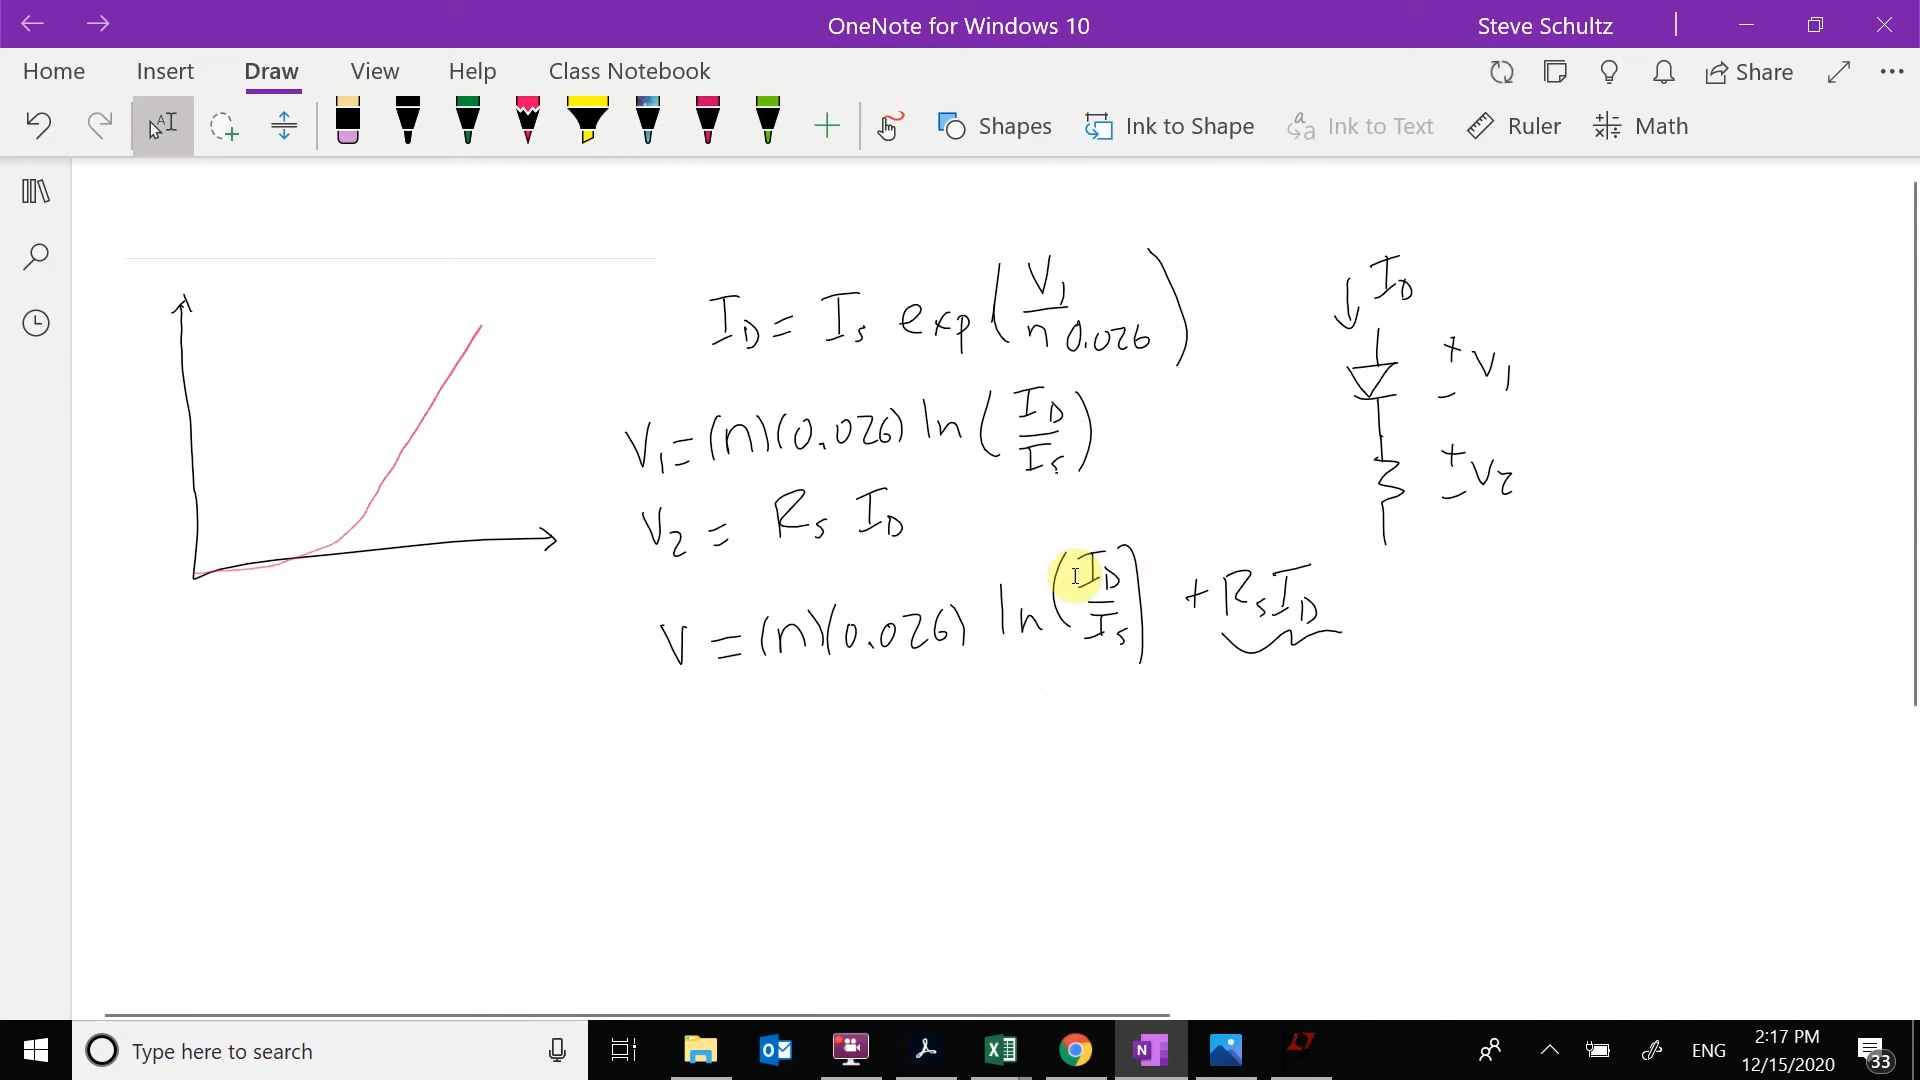 OneNote for Windows 10
Steve Schultz
Home Insert Draw View Help Class Notebook
Share
Shapes Ink to Shape Ink to Text Ruler Math
I_D = I_s exp(V_1 / n 0.026)
I_D
+ V_1 -
V_1 = (n)(0.026) ln(I_D / I_s)
+ V_2 -
V_2 = R_s I_D
V = (n)(0.026) ln(I_D / I_s) + R_s I_D
Type here to search
ENG
2:17 PM
12/15/2020
33